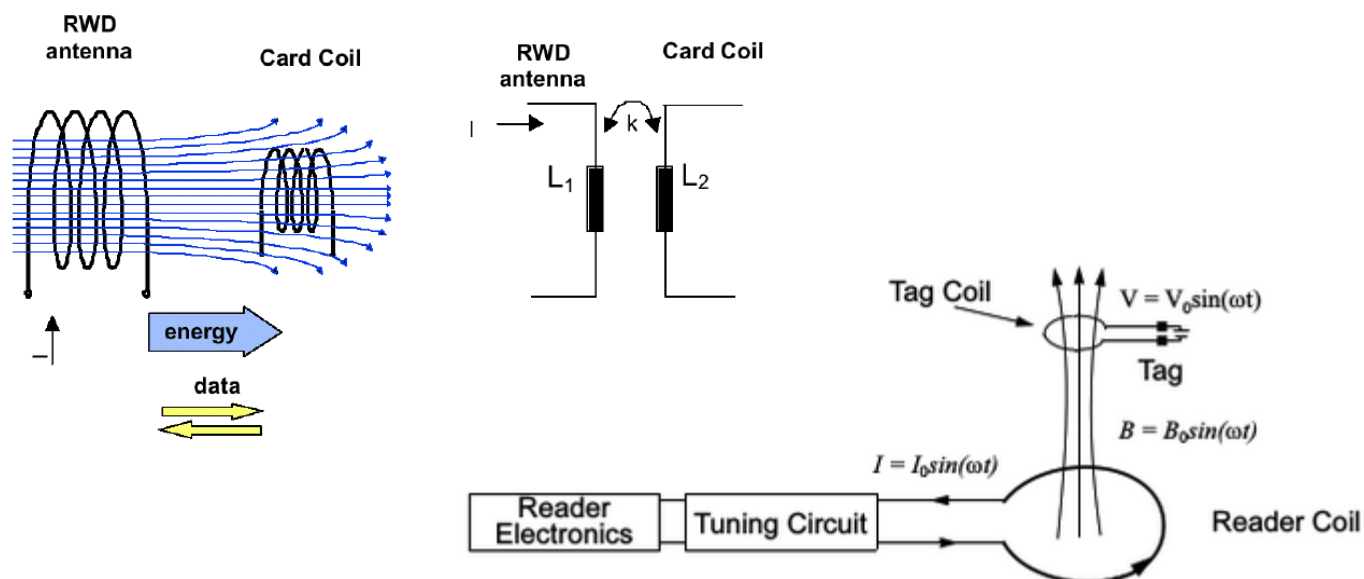 RWD
antenna
Card Coil
I
energy
data
RWD
antenna
Card Coil
I
k
L₁
L₂
Tag Coil
V = V₀sin(ωt)
Tag
B = B₀sin(ωt)
I = I₀sin(ωt)
Reader
Electronics
Tuning Circuit
Reader Coil